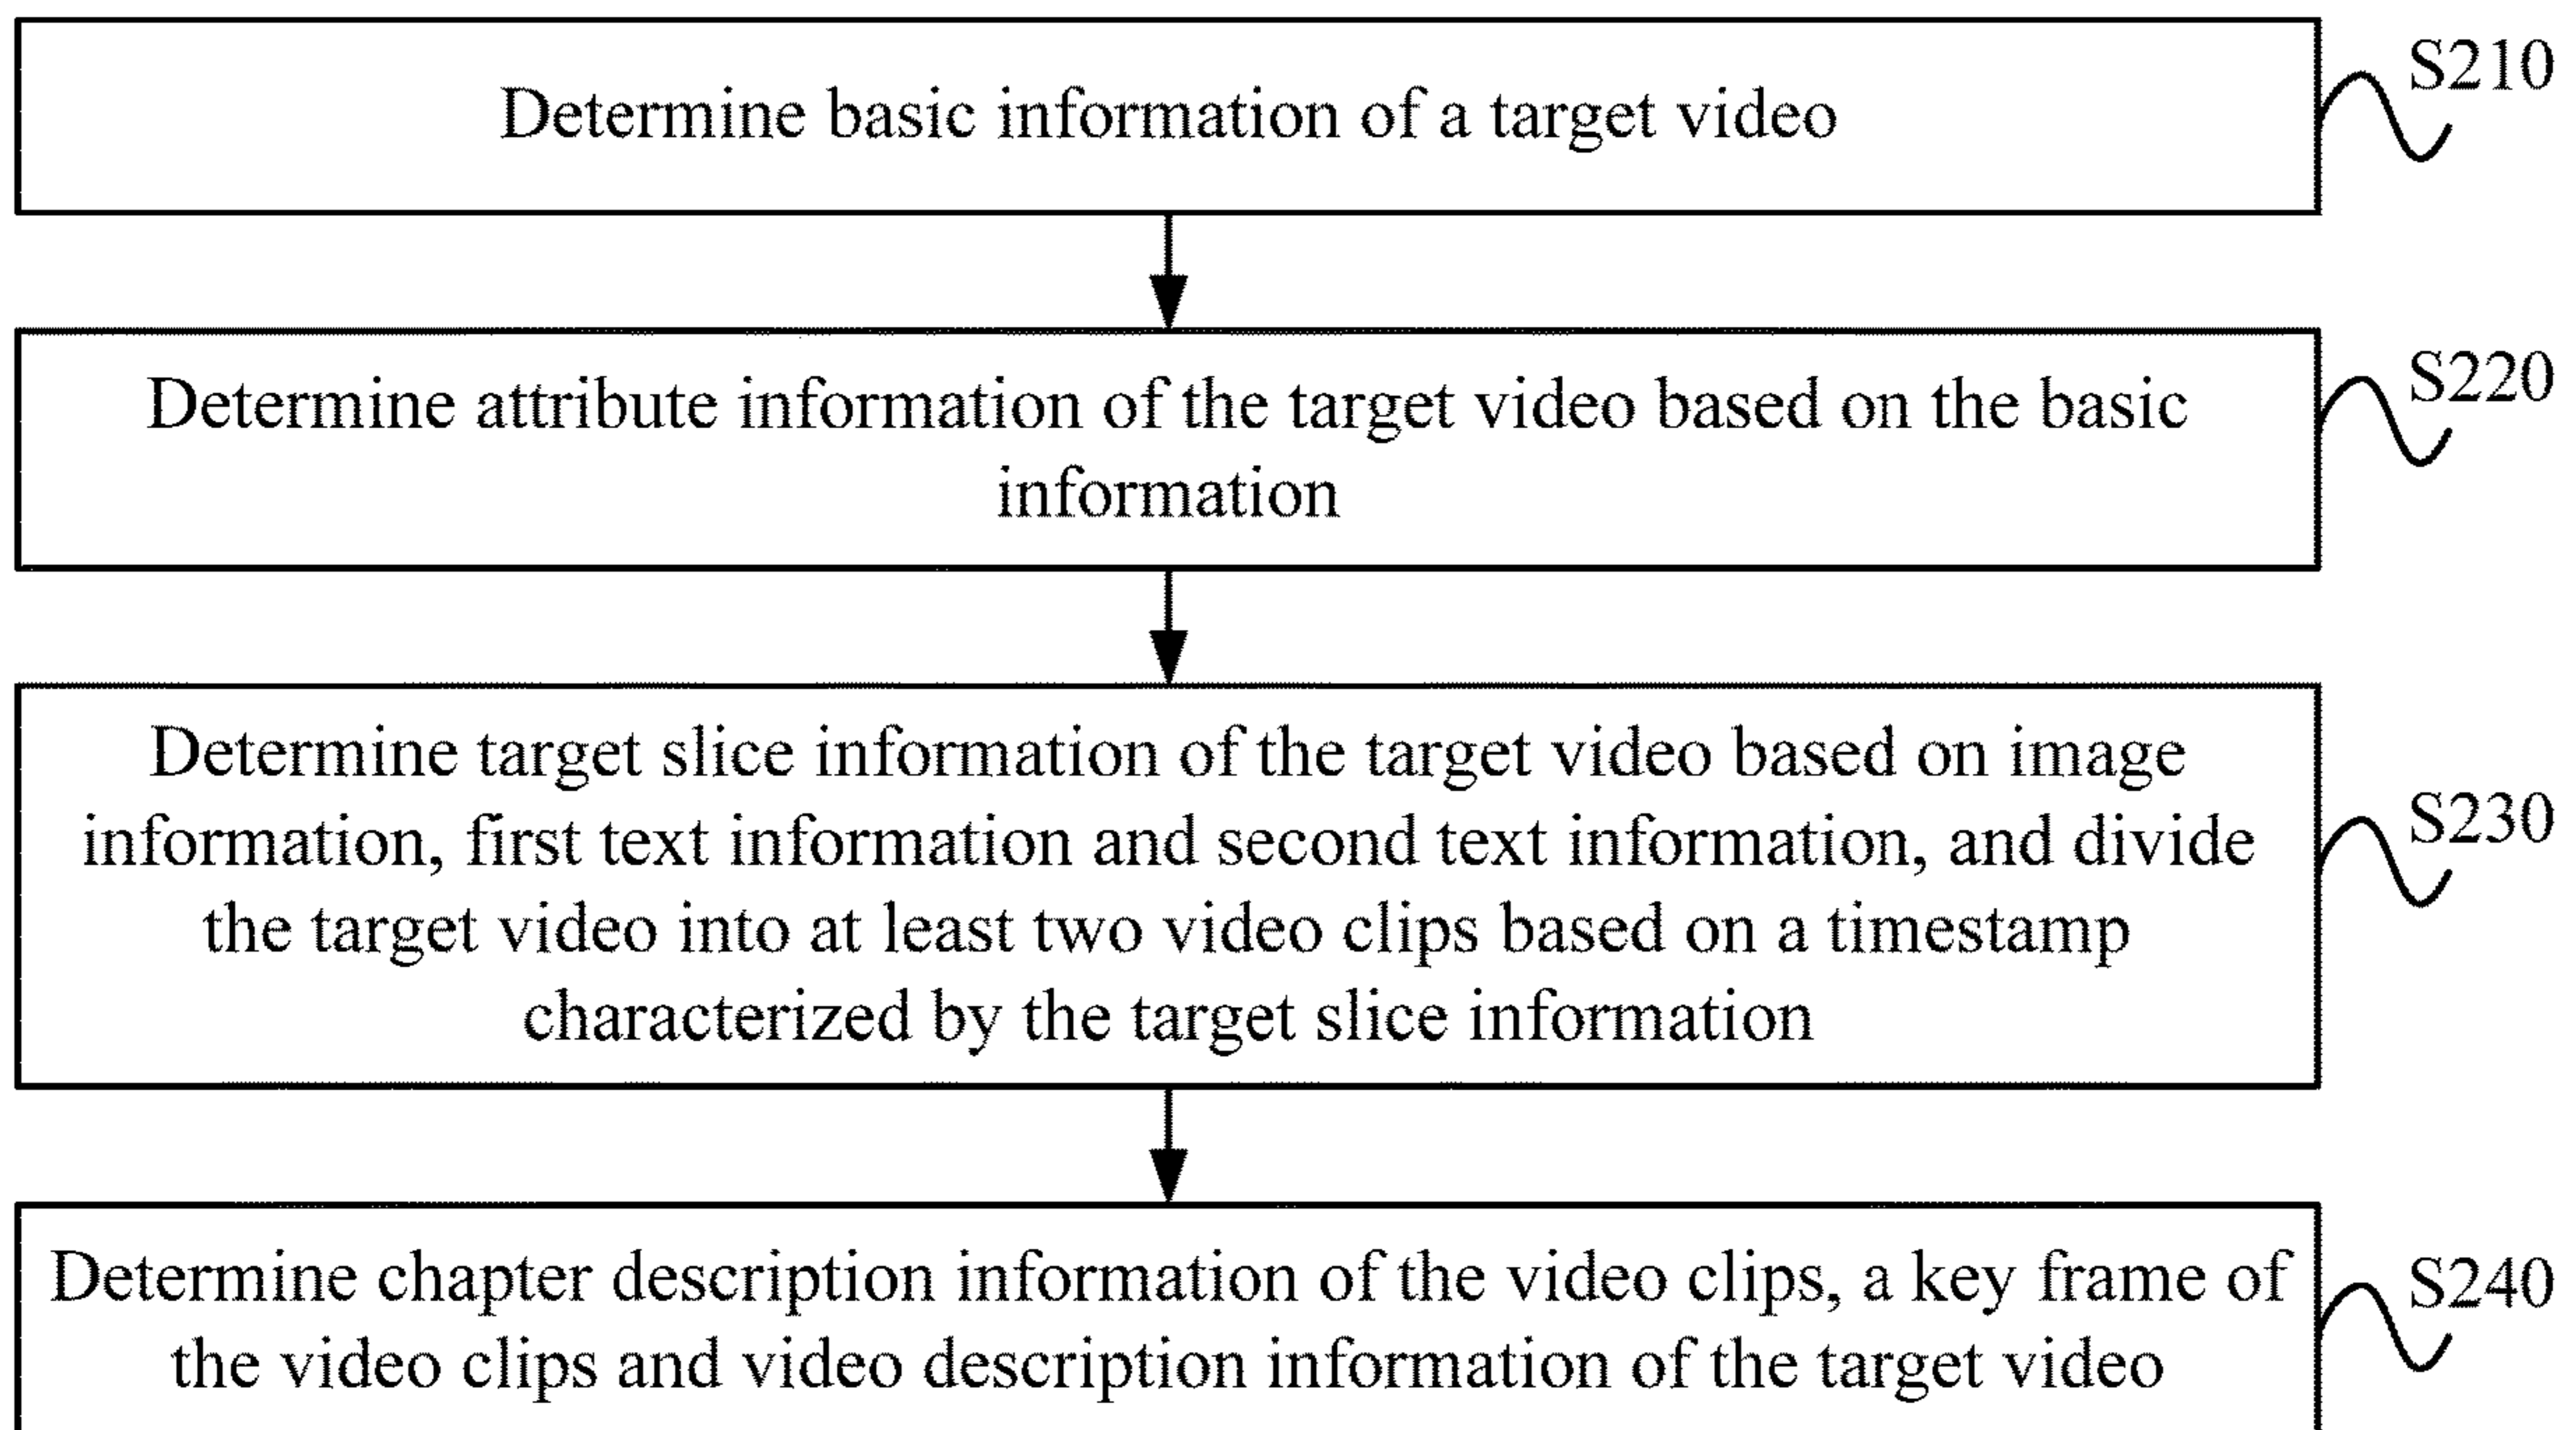 Determine basic information of a target video
S210
Determine attribute information of the target video based on the basic
information
S220
Determine target slice information of the target video based on image
information, first text information and second text information, and divide
the target video into at least two video clips based on a timestamp
characterized by the target slice information
S230
Determine chapter description information of the video clips, a key frame of
the video clips and video description information of the target video
S240